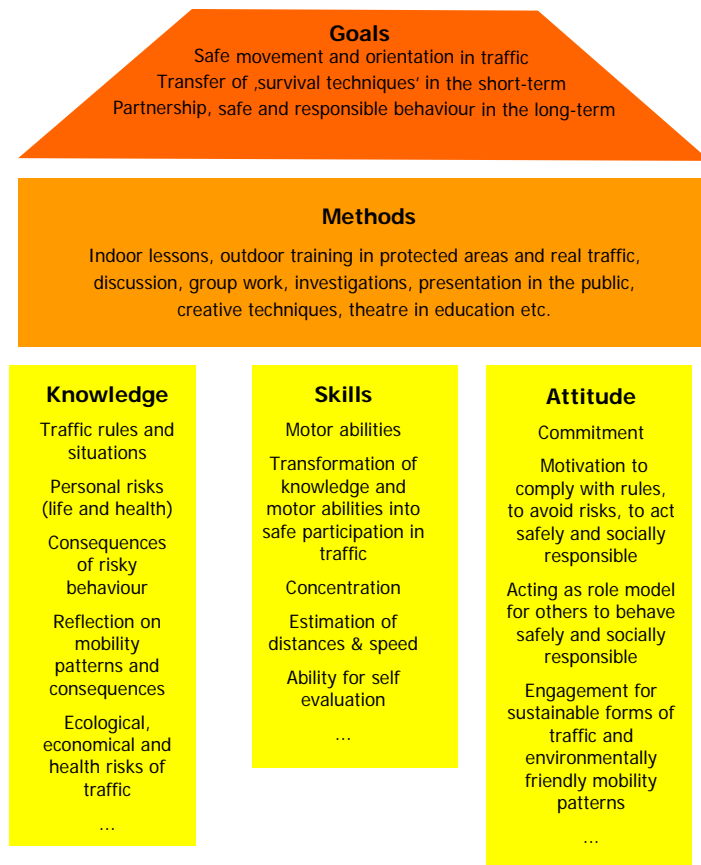 Goals
Safe movement and orientation in traffic
Transfer of ‚survival techniques‘ in the short-term
Partnership, safe and responsible behaviour in the long-term
Methods
Indoor lessons, outdoor training in protected areas and real traffic,
discussion, group work, investigations, presentation in the public,
creative techniques, theatre in education etc.
Knowledge
Traffic rules and
situations
Personal risks
(life and health)
Consequences
of risky
behaviour
Reflection on
mobility
patterns and
consequences
Ecological,
economical and
health risks of
traffic
…
Skills
Motor abilities
Transformation of
knowledge and
motor abilities into
safe participation in
traffic
Concentration
Estimation of
distances & speed
Ability for self
evaluation
…
Attitude
Commitment
Motivation to
comply with rules,
to avoid risks, to act
safely and socially
responsible
Acting as role model
for others to behave
safely and socially
responsible
Engagement for
sustainable forms of
traffic and
environmentally
friendly mobility
patterns
…